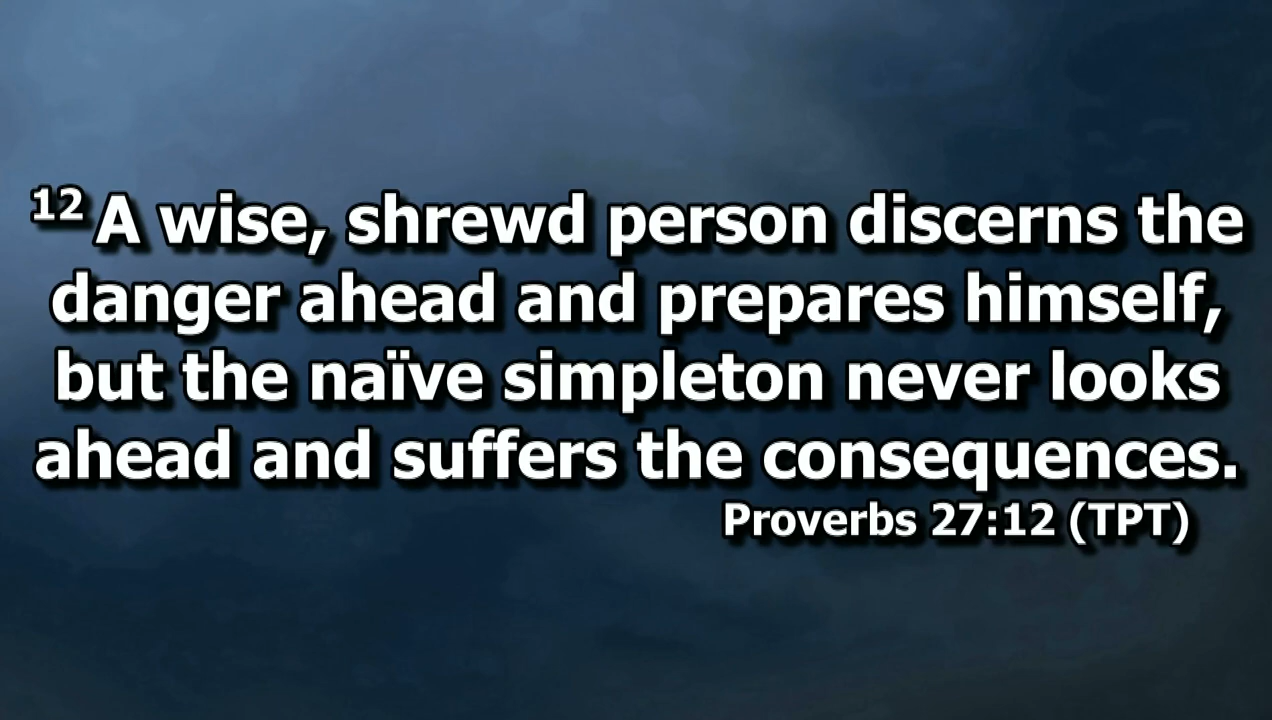 12 A wise, shrewd person discerns the
danger ahead and prepares himself,
but the naïve simpleton never looks
ahead and suffers the consequences.
Proverbs 27:12 (TPT)